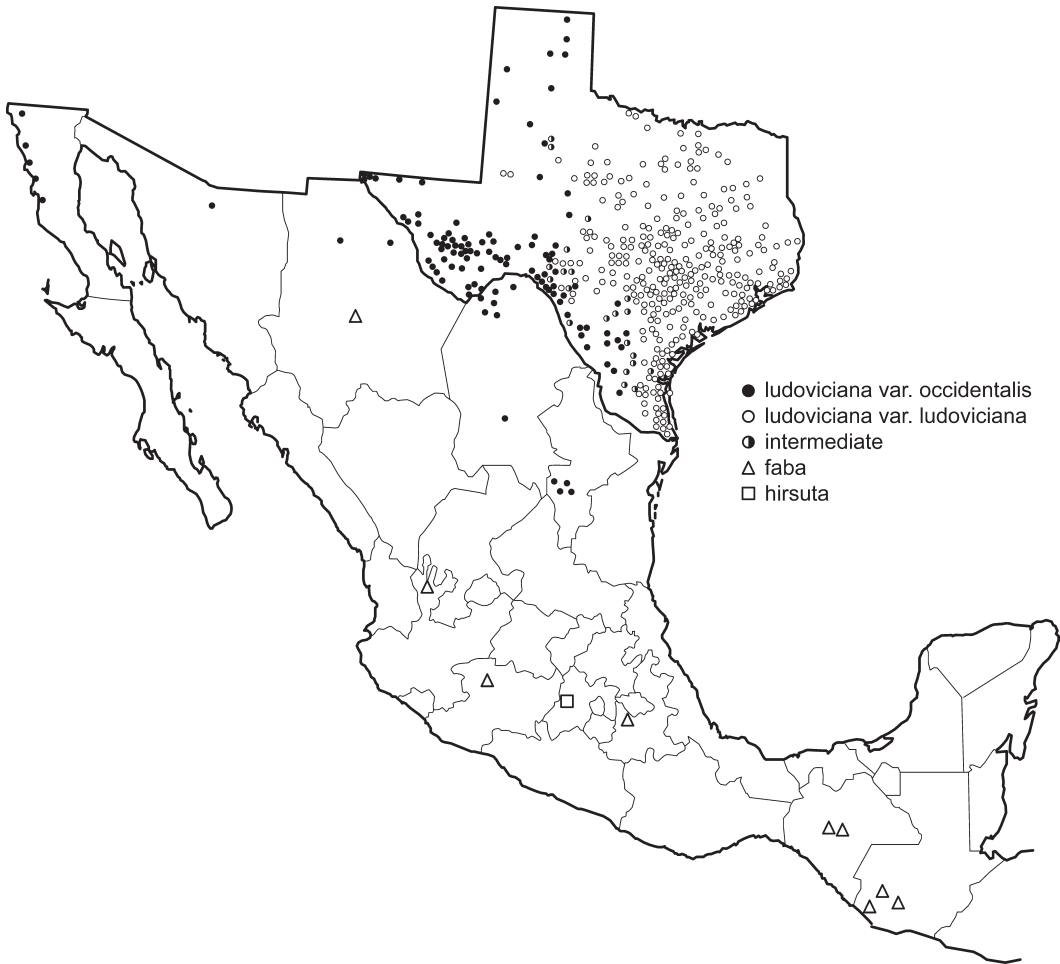 ludoviciana var. occidentalis
ludoviciana var. ludoviciana
intermediate
faba
hirsuta